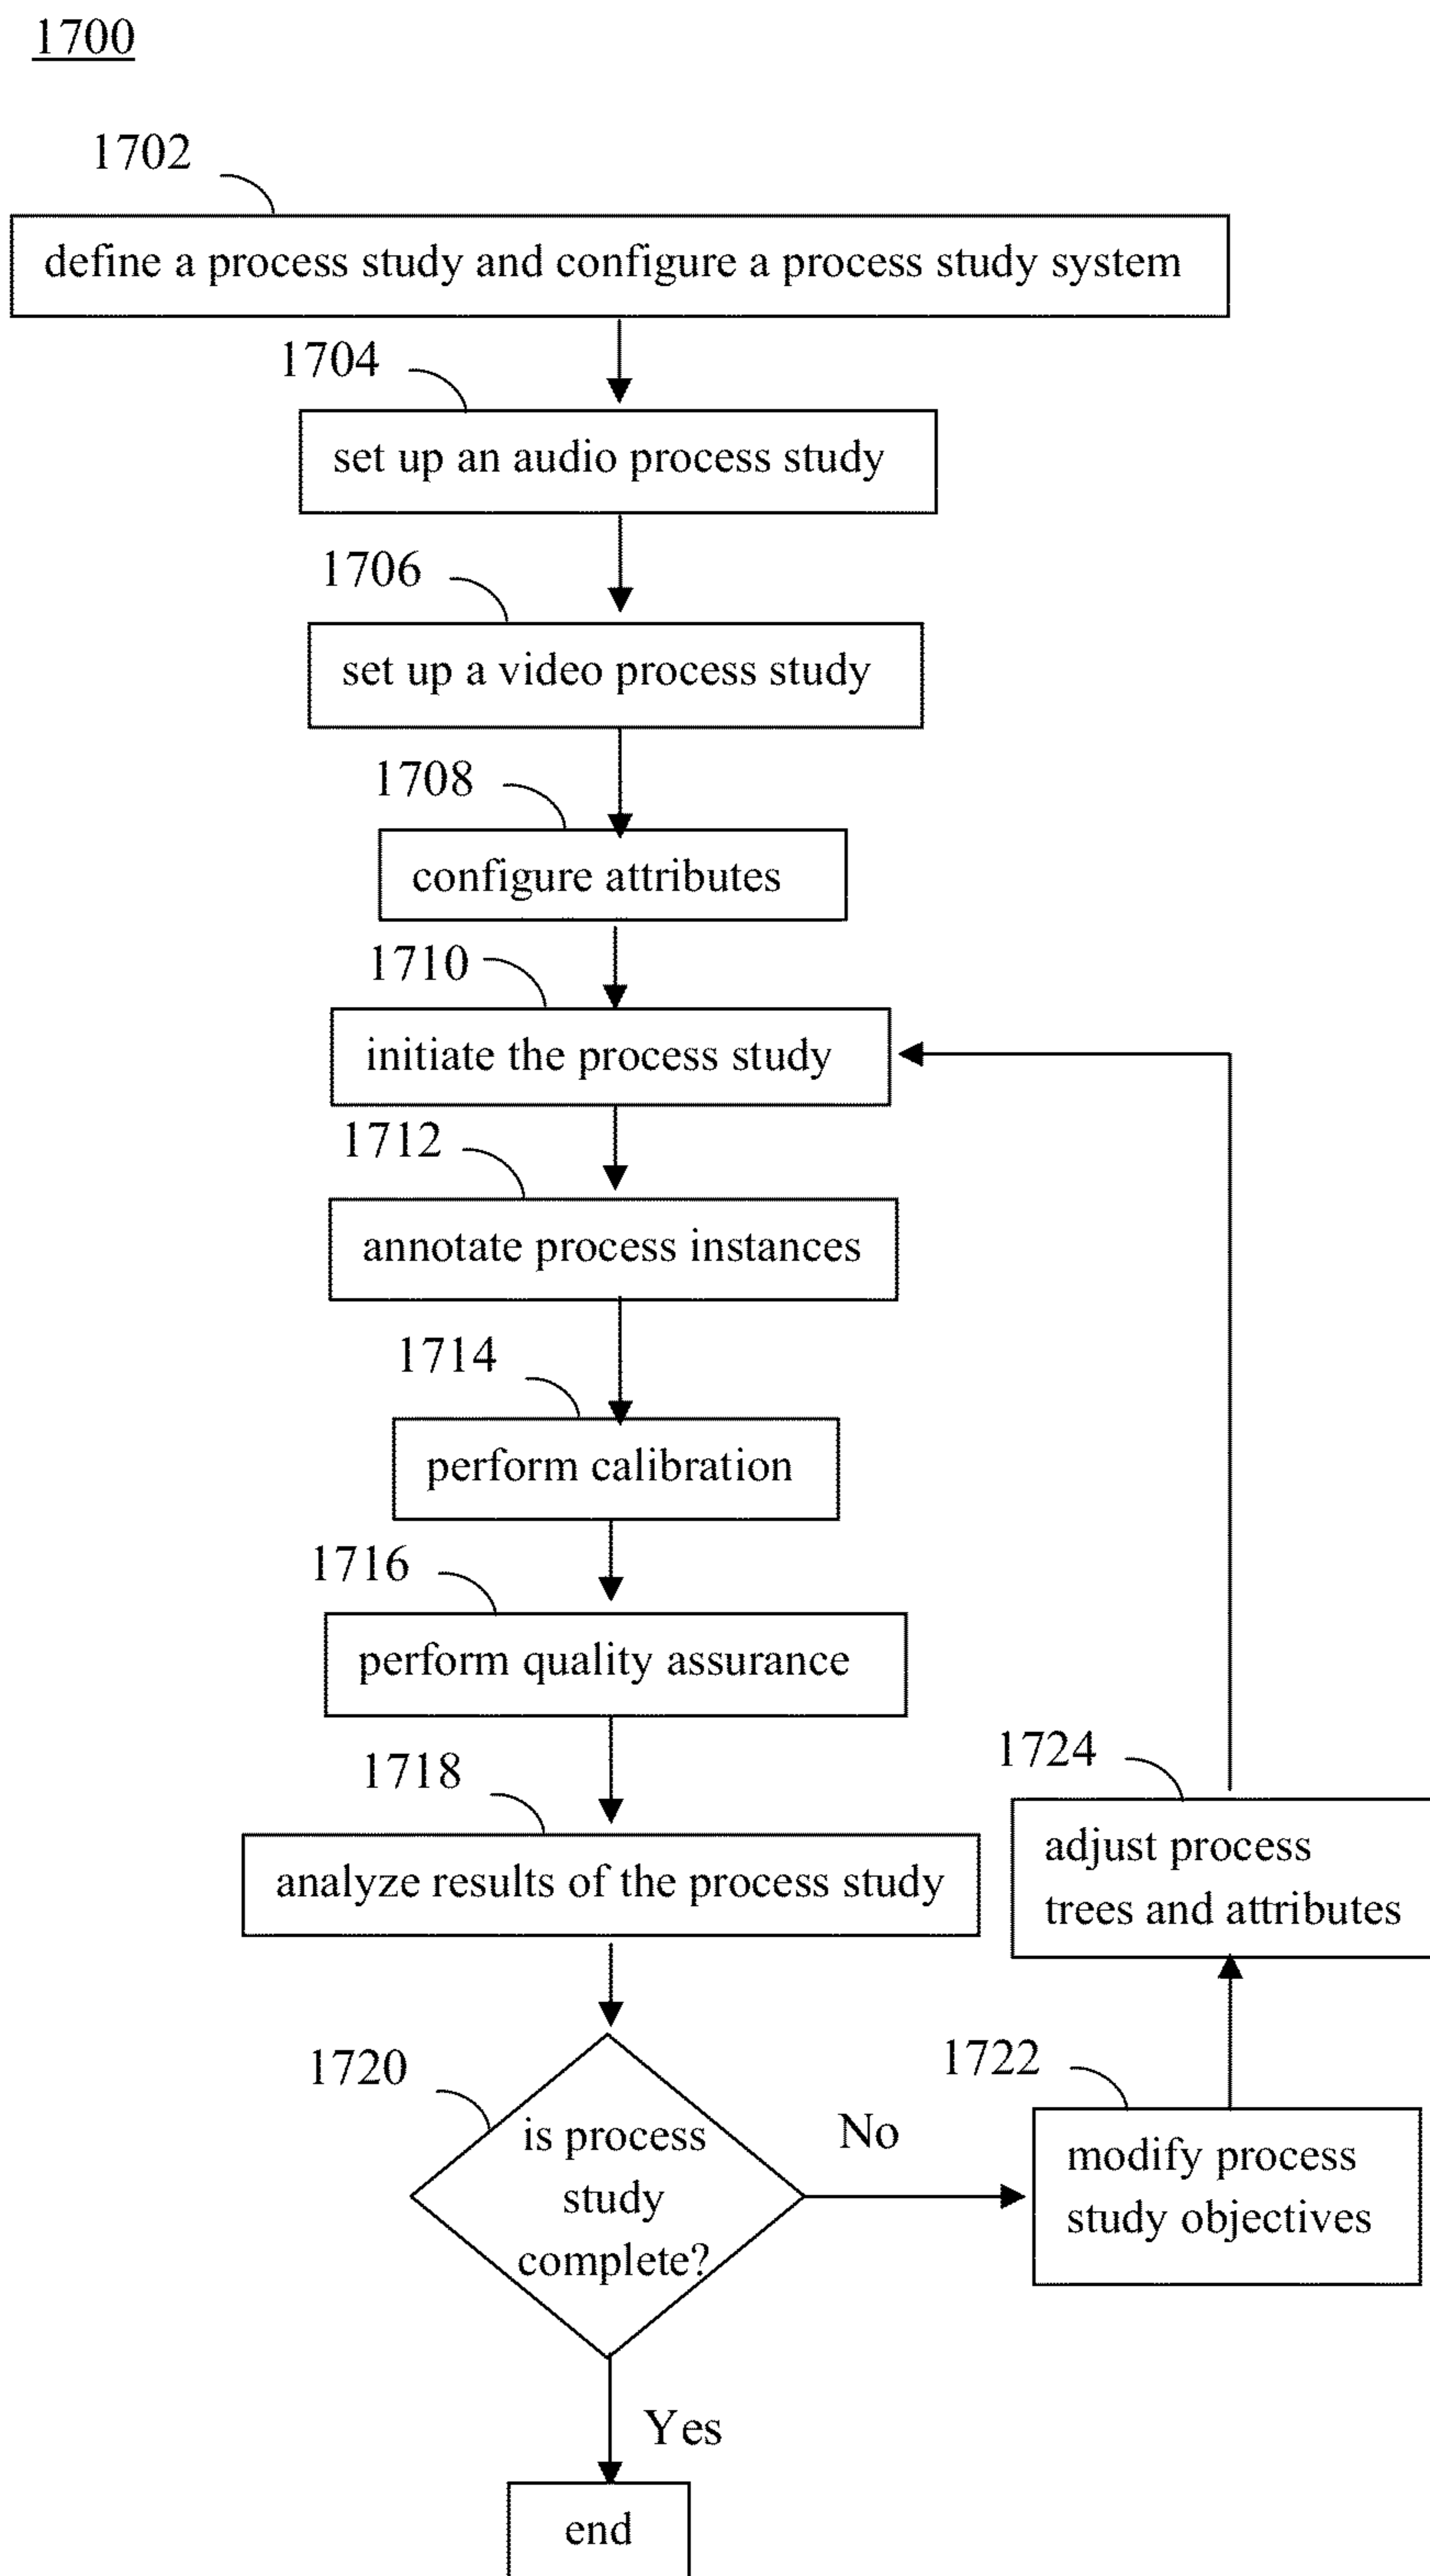 1700
1702
define a process study and configure a process study system
1704
set up an audio process study
1706
set up a video process study
1708
configure attributes
1710
initiate the process study
1712
annotate process instances
1714
perform calibration
1716
perform quality assurance
1718
analyze results of the process study
1724
adjust process
trees and attributes
1720
is process
study
complete?
No
1722
modify process
study objectives
Yes
end